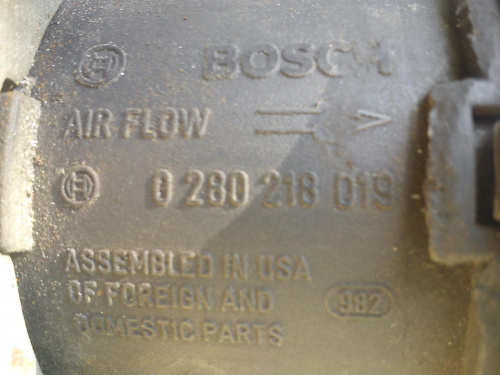 BOSCH
AIR FLOW
0 280 218 019
ASSEMBLED IN USA
OF FOREIGN AND
DOMESTIC PARTS
982